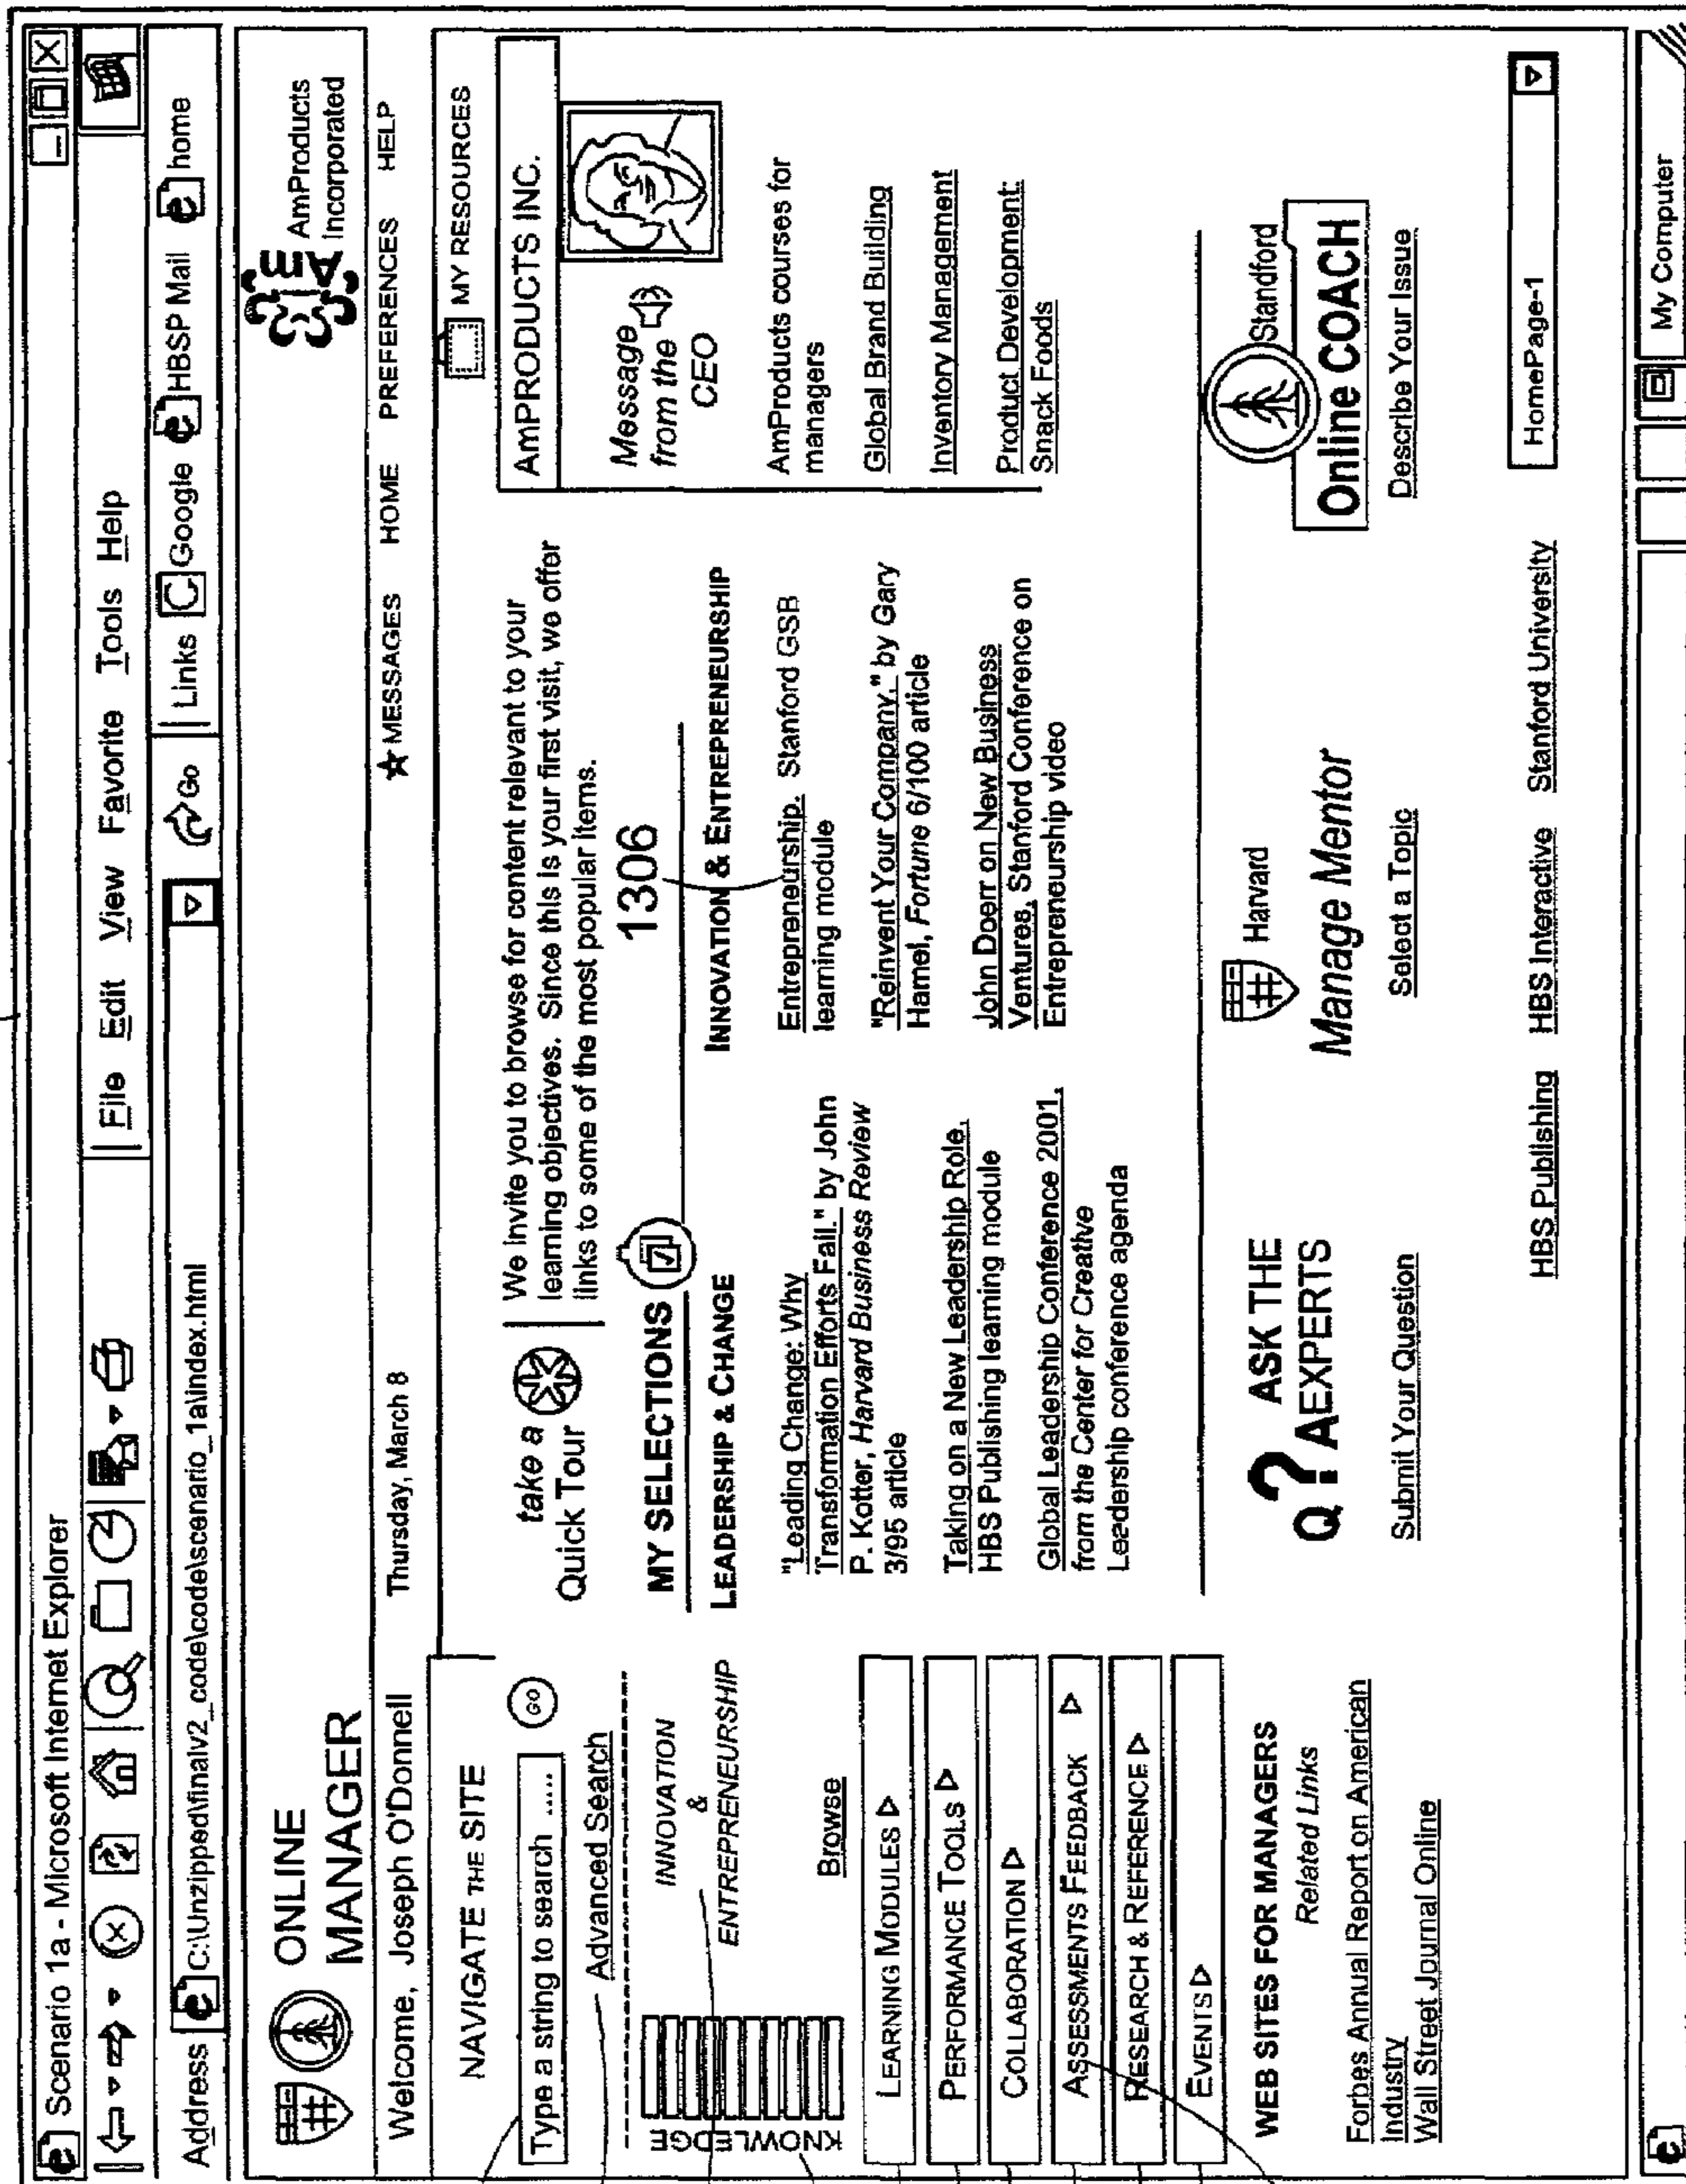 Scenario 1a - Microsoft Internet Explorer
File Edit View Favorite Tools Help
Address C:\Unzipped\finalv2_code\code\scenario_1a\index.html Go Links Google HBSP Mail home
ONLINE
MANAGER
Am
AmProducts
Incorporated
Welcome, Joseph O'Donnell
Thursday, March 8
MESSAGES HOME PREFERENCES HELP
NAVIGATE THE SITE
Type a string to search .....
GO
Advanced Search
KNOWLEDGE
INNOVATION
&
ENTREPRENEURSHIP
Browse
LEARNING MODULES
PERFORMANCE TOOLS
COLLABORATION
ASSESSMENTS FEEDBACK
RESEARCH & REFERENCE
EVENTS
WEB SITES FOR MANAGERS
Related Links
Forbes Annual Report on American
Industry
Wall Street Journal Online
take a
Quick Tour
We invite you to browse for content relevant to your
learning objectives. Since this is your first visit, we offer
links to some of the most popular items.
MY SELECTIONS
1306
LEADERSHIP & CHANGE
"Leading Change: Why
Transformation Efforts Fail." by John
P. Kotter, Harvard Business Review
3/95 article
Taking on a New Leadership Role,
HBS Publishing learning module
Global Leadership Conference 2001,
from the Center for Creative
Leadership conference agenda
INNOVATION & ENTREPRENEURSHIP
Entrepreneurship. Stanford GSB
learning module
"Reinvent Your Company," by Gary
Hamel, Fortune 6/100 article
John Doerr on New Business
Ventures, Stanford Conference on
Entrepreneurship video
MY RESOURCES
AmPRODUCTS INC.
Message
from the
CEO
AmProducts courses for
managers
Global Brand Building
Inventory Management
Product Development:
Snack Foods
Q ? A ASK THE
EXPERTS
Submit Your Question
Harvard
Manage Mentor
Select a Topic
Standford
Online COACH
Describe Your Issue
HBS Publishing HBS Interactive Stanford University
HomePage-1
My Computer